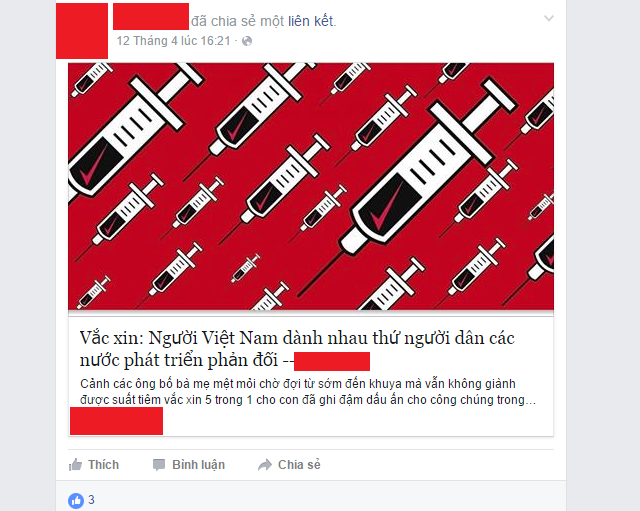 đã chia sẻ một liên kết.
12 Tháng 4 lúc 16:21 ·
Vắc xin: Người Việt Nam dành nhau thứ người dân các
nước phát triển phản đối --
Cảnh các ông bố bà mẹ mệt mỏi chờ đợi từ sớm đến khuya mà vẫn không giành
được suất tiêm vắc xin 5 trong 1 cho con đã ghi đậm dấu ấn cho công chúng trong...
Thích Bình luận Chia sẻ
3